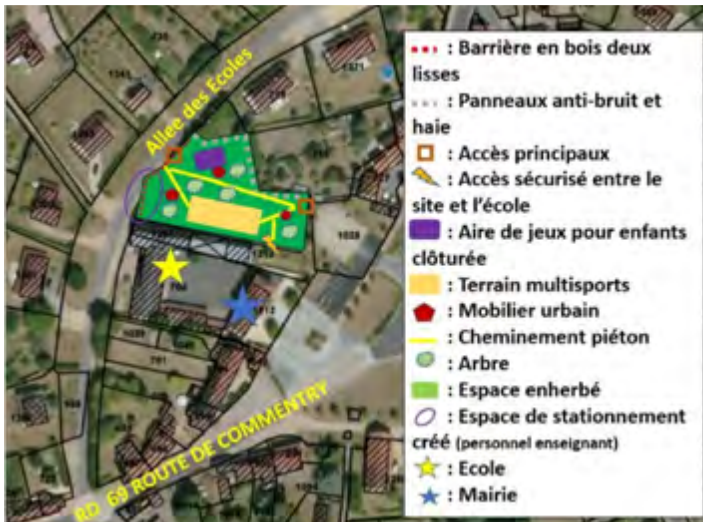 Allee des Ecoles
1371
1038
RD 69 ROUTE DE COMMENTRY
: Barrière en bois deux
lisses
: Panneaux anti-bruit et
haie
: Accès principaux
: Accès sécurisé entre le
site et l'école
: Aire de jeux pour enfants
clôturée
: Terrain multisports
: Mobilier urbain
: Cheminement piéton
: Arbre
: Espace enherbé
: Espace de stationnement
créé (personnel enseignant)
: Ecole
: Mairie